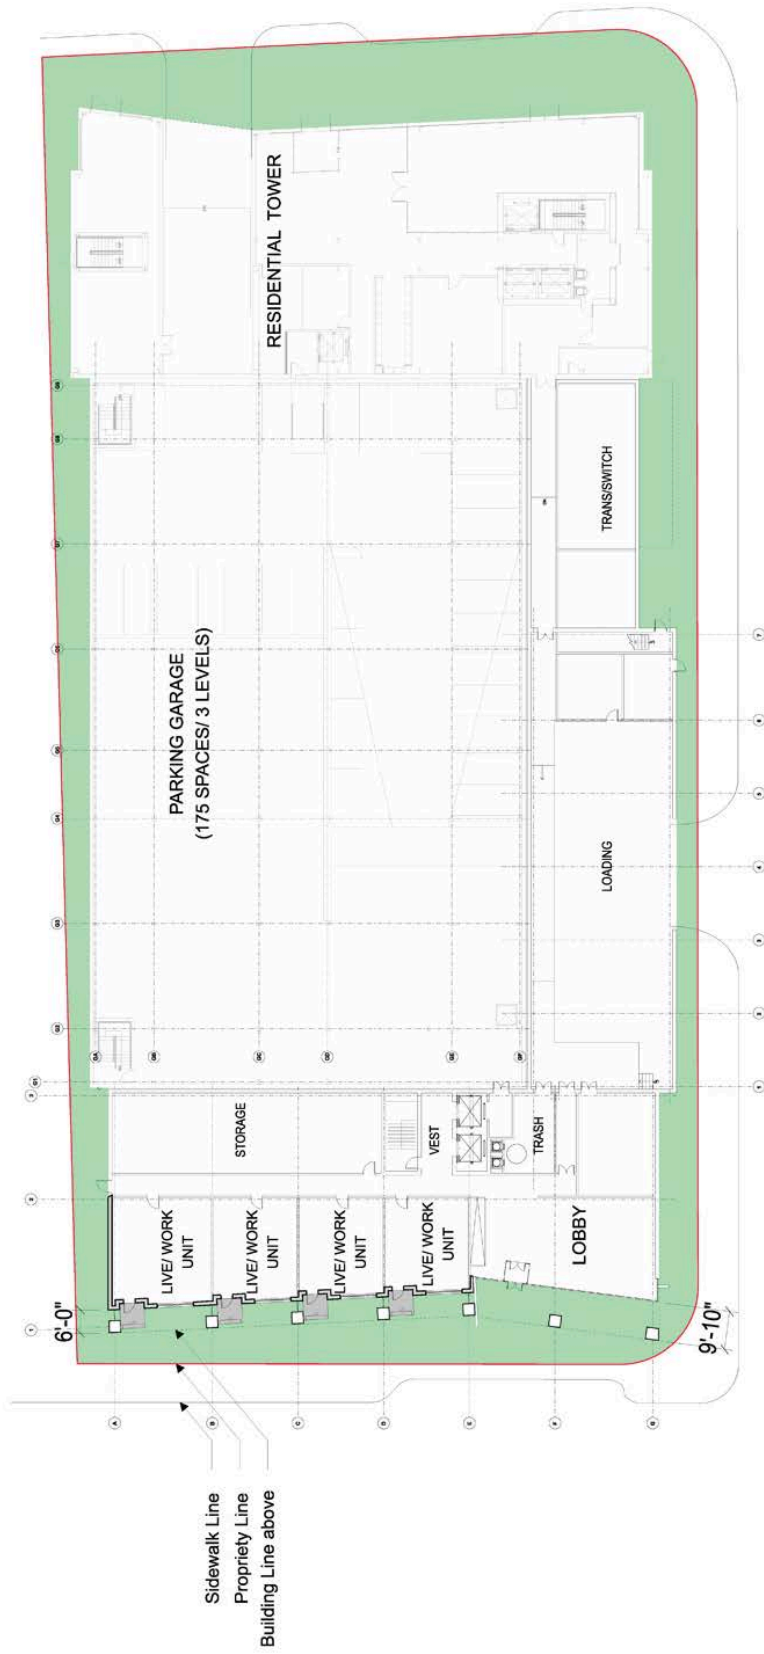 RESIDENTIAL TOWER
PARKING GARAGE
(175 SPACES/ 3 LEVELS)
TRANS/SWITCH
LOADING
STORAGE
VEST
TRASH
LIVE/ WORK
UNIT
LIVE/ WORK
UNIT
LIVE/ WORK
UNIT
LIVE/ WORK
UNIT
LOBBY
6'-0"
9'-10"
Sidewalk Line
Propriety Line
Building Line above
A
B
C
D
E
F
G